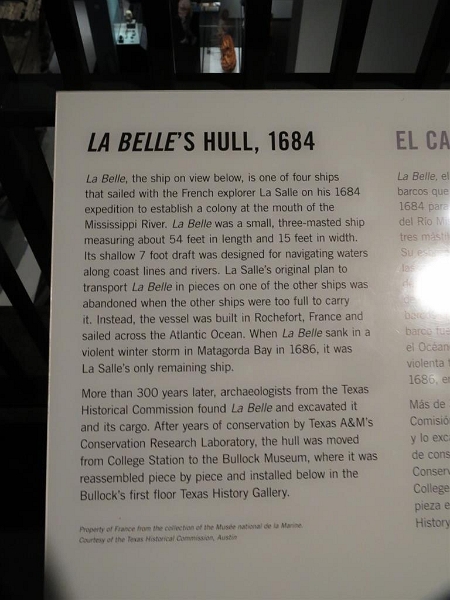 LA BELLE'S HULL, 1684
La Belle, the ship on view below, is one of four ships
that sailed with the French explorer La Salle on his 1684
expedition to establish a colony at the mouth of the
Mississippi River. La Belle was a small, three-masted ship
measuring about 54 feet in length and 15 feet in width.
Its shallow 7 foot draft was designed for navigating waters
along coast lines and rivers. La Salle's original plan to
transport La Belle in pieces on one of the other ships was
abandoned when the other ships were too full to carry
it. Instead, the vessel was built in Rochefort, France and
sailed across the Atlantic Ocean. When La Belle sank in a
violent winter storm in Matagorda Bay in 1686, it was
La Salle's only remaining ship.
More than 300 years later, archaeologists from the Texas
Historical Commission found La Belle and excavated it
and its cargo. After years of conservation by Texas A&M's
Conservation Research Laboratory, the hull was moved
from College Station to the Bullock Museum, where it was
reassembled piece by piece and installed below in the
Bullock's first floor Texas History Gallery.
Property of France from the collection of the Musée national de la Marine.
Courtesy of the Texas Historical Commission, Austin
EL CA
La Belle, el
barcos que
1684 para
del Río Mi
tres másti
Su esc
barcos
barco fue
el Océan
violenta t
1686, er
Más de
Comisió
y lo exca
de cons
Conserv
College
pieza e
History